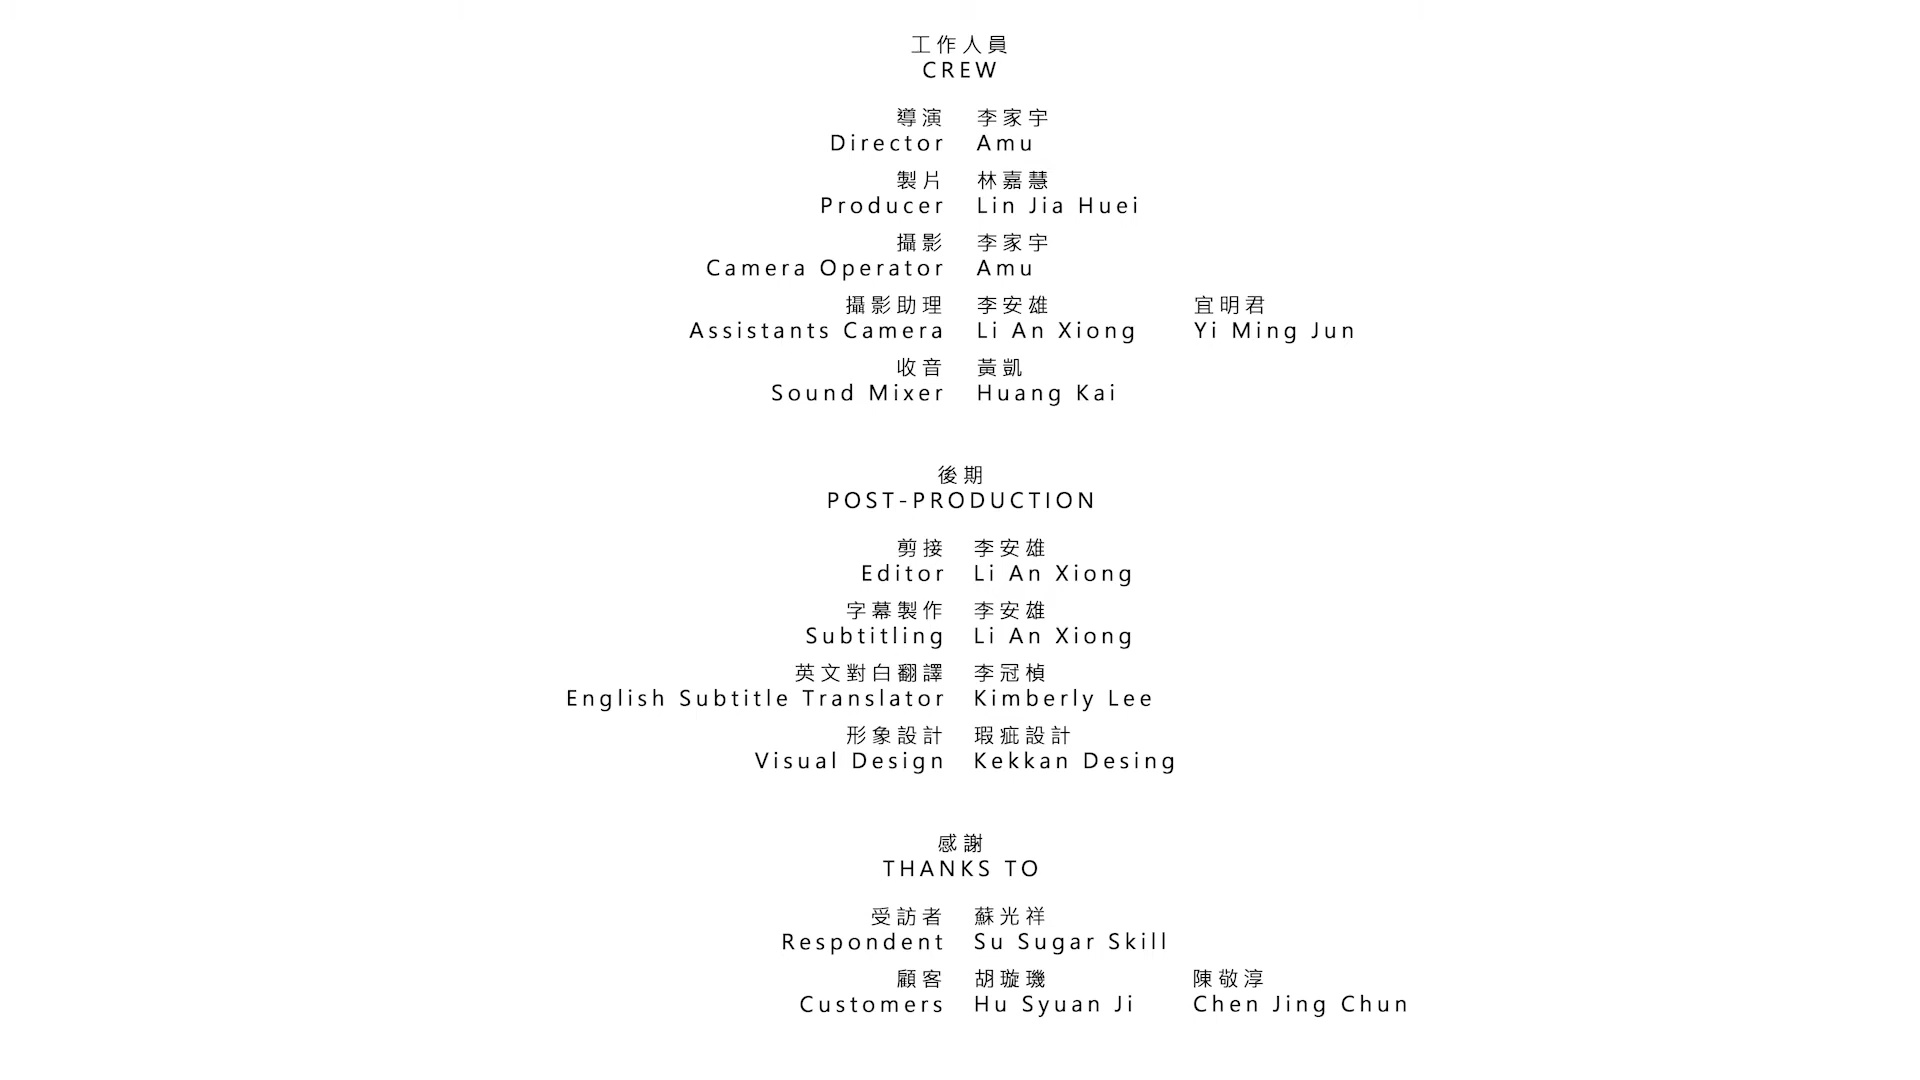 工作人員
CREW
導演 李家宇
Director Amu
製片 林嘉慧
Producer Lin Jia Huei
攝影 李家宇
Camera Operator Amu
攝影助理 李安雄 宜明君
Assistants Camera Li An Xiong Yi Ming Jun
收音 黃凱
Sound Mixer Huang Kai
後期
POST-PRODUCTION
剪接 李安雄
Editor Li An Xiong
字幕製作 李安雄
Subtitling Li An Xiong
英文對白翻譯 李冠楨
English Subtitle Translator Kimberly Lee
形象設計 瑕疵設計
Visual Design Kekkan Desing
感謝
THANKS TO
受訪者 蘇光祥
Respondent Su Sugar Skill
顧客 胡璇璣 陳敬淳
Customers Hu Syuan Ji Chen Jing Chun